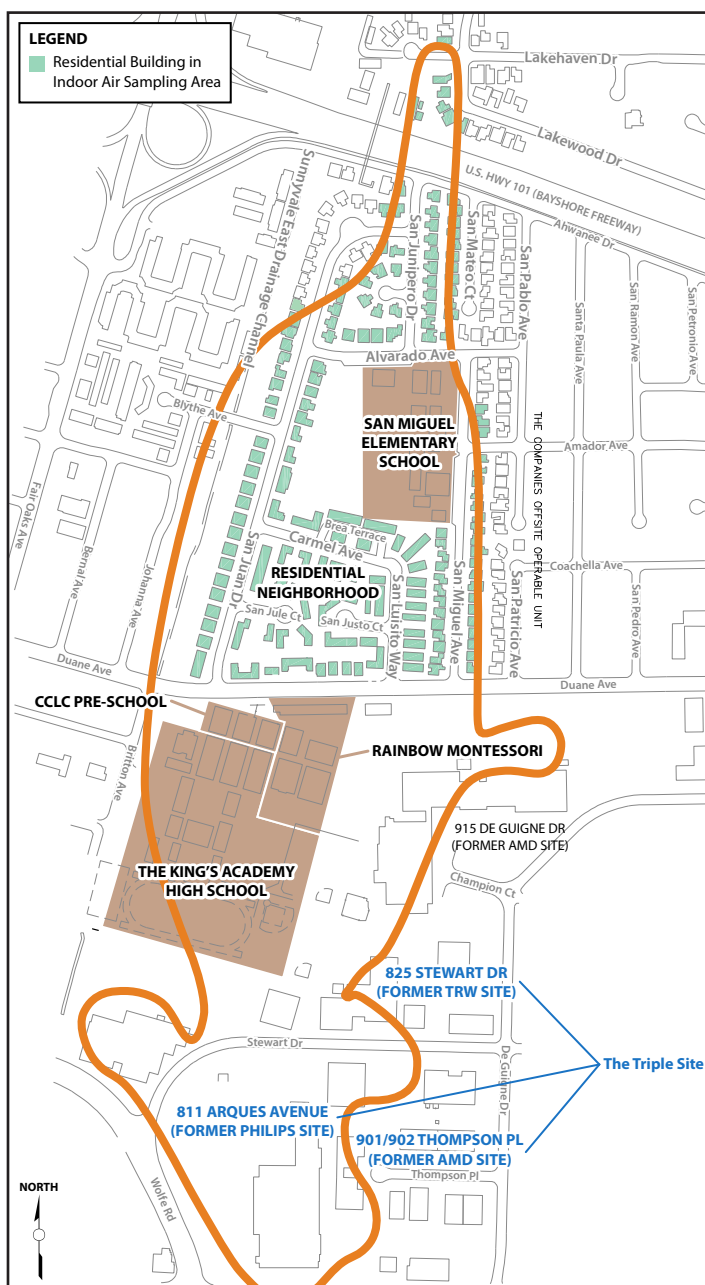 LEGEND
Residential Building in
Indoor Air Sampling Area
Lakehaven Dr
Lakewood Dr
U.S. HWY 101 (BAYSHORE FREEWAY)
Ahwanee Dr
Sunnyvale East Drainage Channel
San Junipero Dr
San Mateo Ct
San Pablo Ave
Santa Paula Ave
San Ramon Ave
San Petronio Ave
Alvarado Ave
Blythe Ave
SAN MIGUEL
ELEMENTARY
SCHOOL
THE COMPANIES OFFSITE OPERABLE UNIT
Amador Ave
Fair Oaks Ave
Bernal Ave
Johanna Ave
San Juan Dr
Brea Terrace
Carmel Ave
RESIDENTIAL
NEIGHBORHOOD
San Jule Ct
San Justo Ct
San Luisito Way
San Miguel Ave
San Patricio Ave
Coachella Ave
San Pedro Ave
Duane Ave
Duane Ave
CCLC PRE-SCHOOL
RAINBOW MONTESSORI
Britton Ave
915 DE GUIGNE DR
(FORMER AMD SITE)
THE KING'S ACADEMY
HIGH SCHOOL
Champion Ct
825 STEWART DR
(FORMER TRW SITE)
Stewart Dr
De Guigne Dr
The Triple Site
811 ARQUES AVENUE
(FORMER PHILIPS SITE)
901/902 THOMPSON PL
(FORMER AMD SITE)
Thompson Pl
Wolfe Rd
NORTH